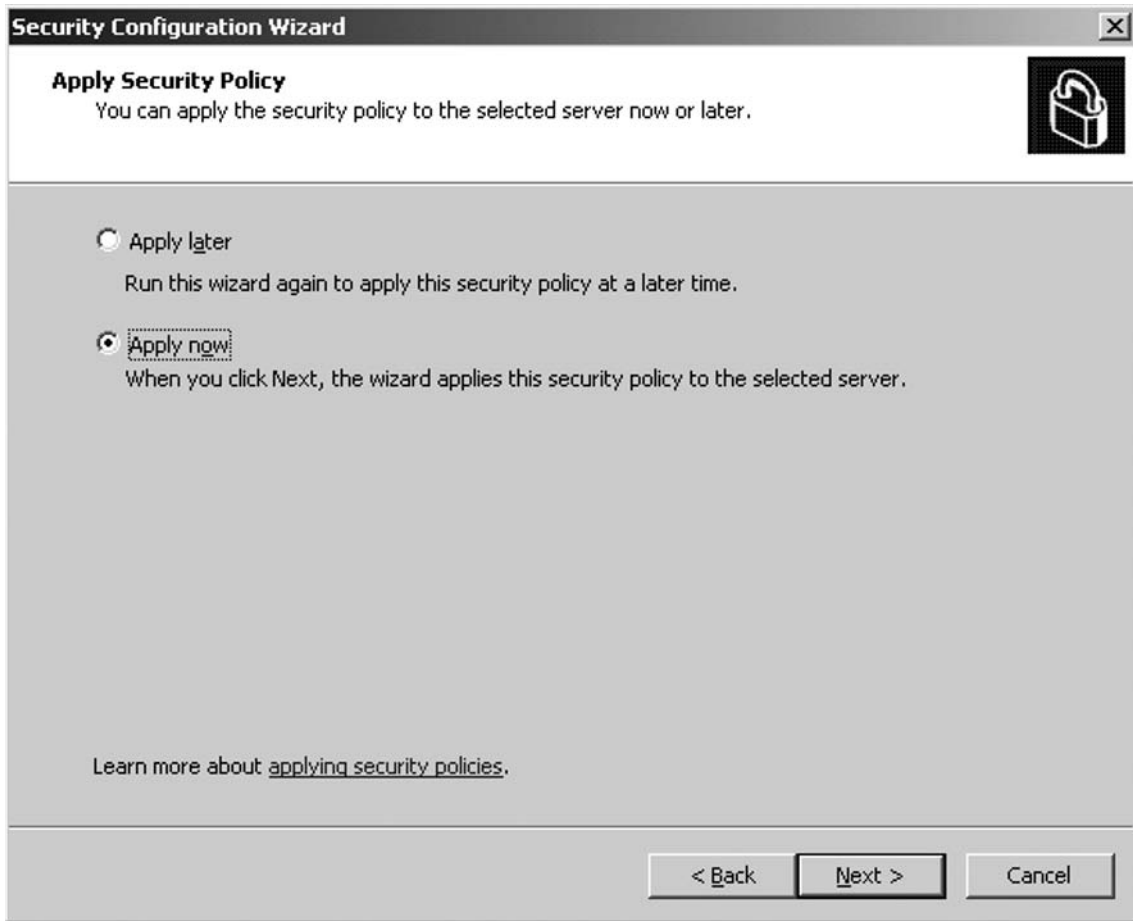 Security Configuration Wizard
Apply Security Policy
You can apply the security policy to the selected server now or later.
Apply later
Run this wizard again to apply this security policy at a later time.
Apply now
When you click Next, the wizard applies this security policy to the selected server.
Learn more about applying security policies.
< Back
Next >
Cancel